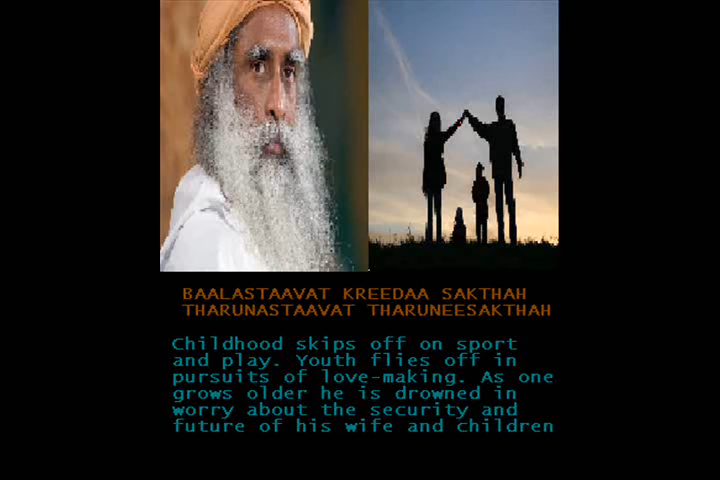 BAALASTAAVAT KREEDAA SAKTHAH
THARUNASTAAVAT THARUNEESAKTHAH
Childhood skips off on sport
and play. Youth flies off in
pursuits of love-making. As one
grows older he is drowned in
worry about the security and
future of his wife and children